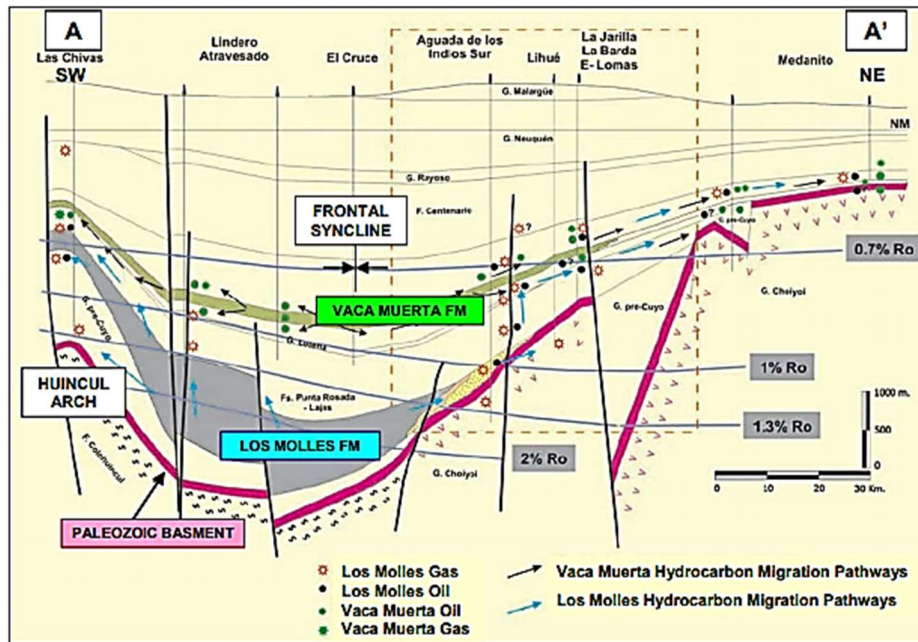 A
A'
Las Chivas
SW
Lindero
Atravesado
El Cruce
Aguada de los
Indios Sur
Lihué
La Jarilla
La Barda
E- Lomas
Medanito
NE
G. Malargüe
NM
G. Neuquén
G. Rayoso
F. Centenario
FRONTAL
SYNCLINE
?
?
?
G. pre-Cuyo
0.7% Ro
VACA MUERTA FM
G. pre-Cuyo
G. Lotena
G. pre-Cuyo
G. Choiyoi
HUINCUL
ARCH
1% Ro
Fs. Punta Rosada
- Lajas
1000 m.
500
0
1.3% Ro
LOS MOLLES FM
2% Ro
G. Choiyoi
0 10 20 30 Km.
PALEOZOIC BASMENT
Los Molles Gas
Los Molles Oil
Vaca Muerta Oil
Vaca Muerta Gas
Vaca Muerta Hydrocarbon Migration Pathways
Los Molles Hydrocarbon Migration Pathways